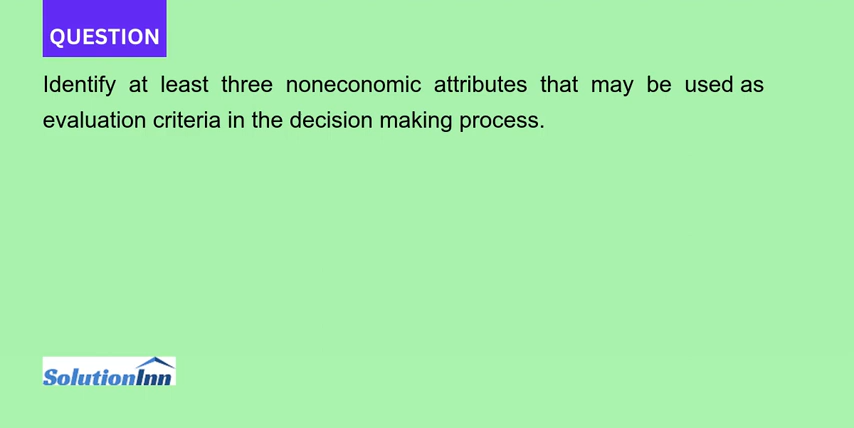 QUESTION
Identify at least three noneconomic attributes that may be used as
evaluation criteria in the decision making process.
SolutionInn